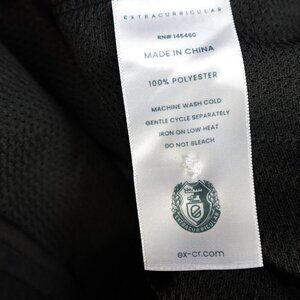 EXTRACURRICULAR
RN# 145460
MADE IN CHINA
100% POLYESTER
MACHINE WASH COLD
GENTLE CYCLE SEPARATELY
IRON ON LOW HEAT
DO NOT BLEACH
EXTRACURRICULAR
ex-cr.com